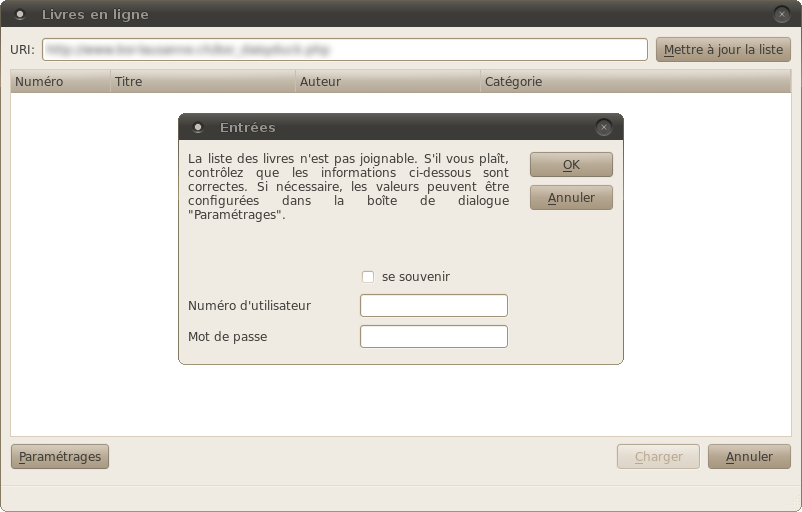 Livres en ligne
URI:
Mettre à jour la liste
Numéro Titre Auteur Catégorie
Entrées
La liste des livres n'est pas joignable. S'il vous plaît,
contrôlez que les informations ci-dessous sont
correctes. Si nécessaire, les valeurs peuvent être
configurées dans la boîte de dialogue
"Paramétrages".
OK
Annuler
se souvenir
Numéro d'utilisateur
Mot de passe
Paramétrages
Charger
Annuler